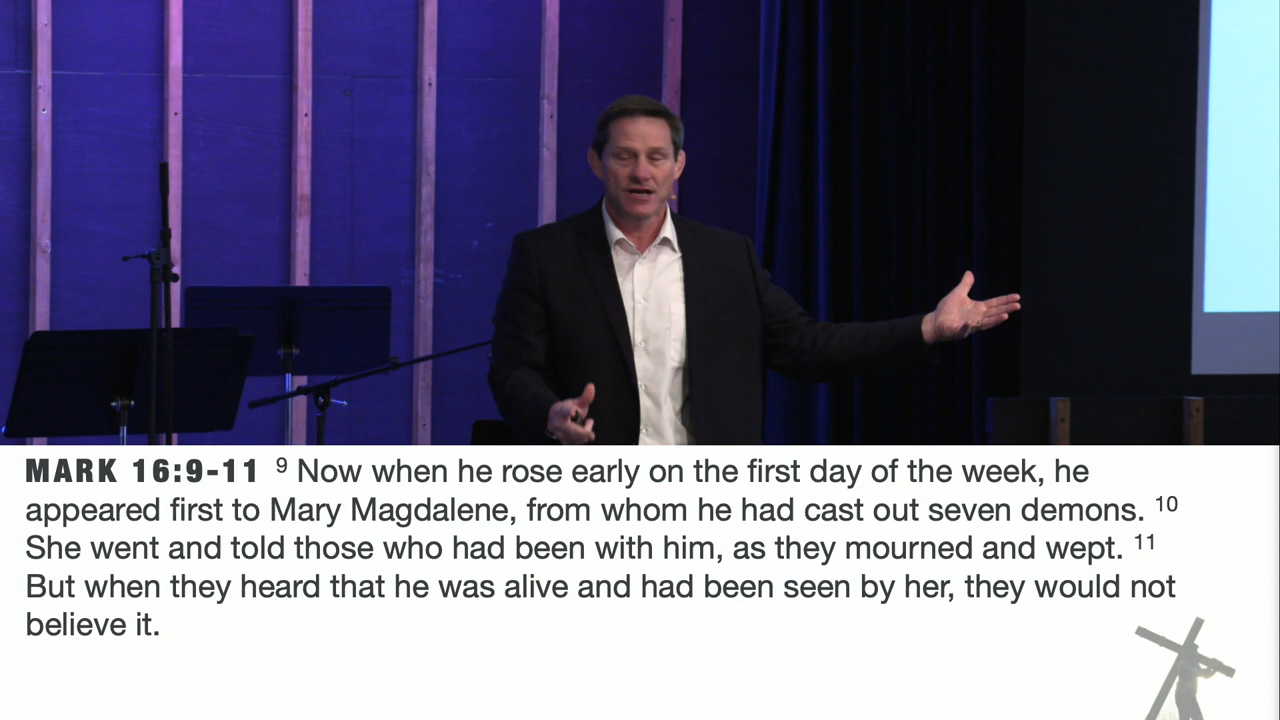 MARK 16:9-11 ⁹ Now when he rose early on the first day of the week, he
appeared first to Mary Magdalene, from whom he had cast out seven demons. ¹⁰
She went and told those who had been with him, as they mourned and wept. ¹¹
But when they heard that he was alive and had been seen by her, they would not
believe it.